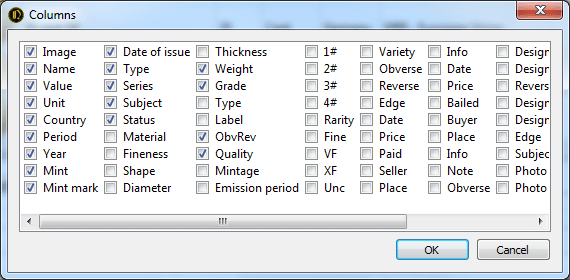 Columns
Image
Name
Value
Unit
Country
Period
Year
Mint
Mint mark
Date of issue
Type
Series
Subject
Status
Material
Fineness
Shape
Diameter
Thickness
Weight
Grade
Type
Label
ObvRev
Quality
Mintage
Emission period
1#
2#
3#
4#
Rarity
Fine
VF
XF
Unc
Variety
Obverse
Reverse
Edge
Date
Price
Paid
Seller
Place
Info
Date
Price
Bailed
Buyer
Place
Info
Note
Obverse
Design
Design
Revers
Design
Design
Edge
Subjec
Photo
Photo
OK
Cancel